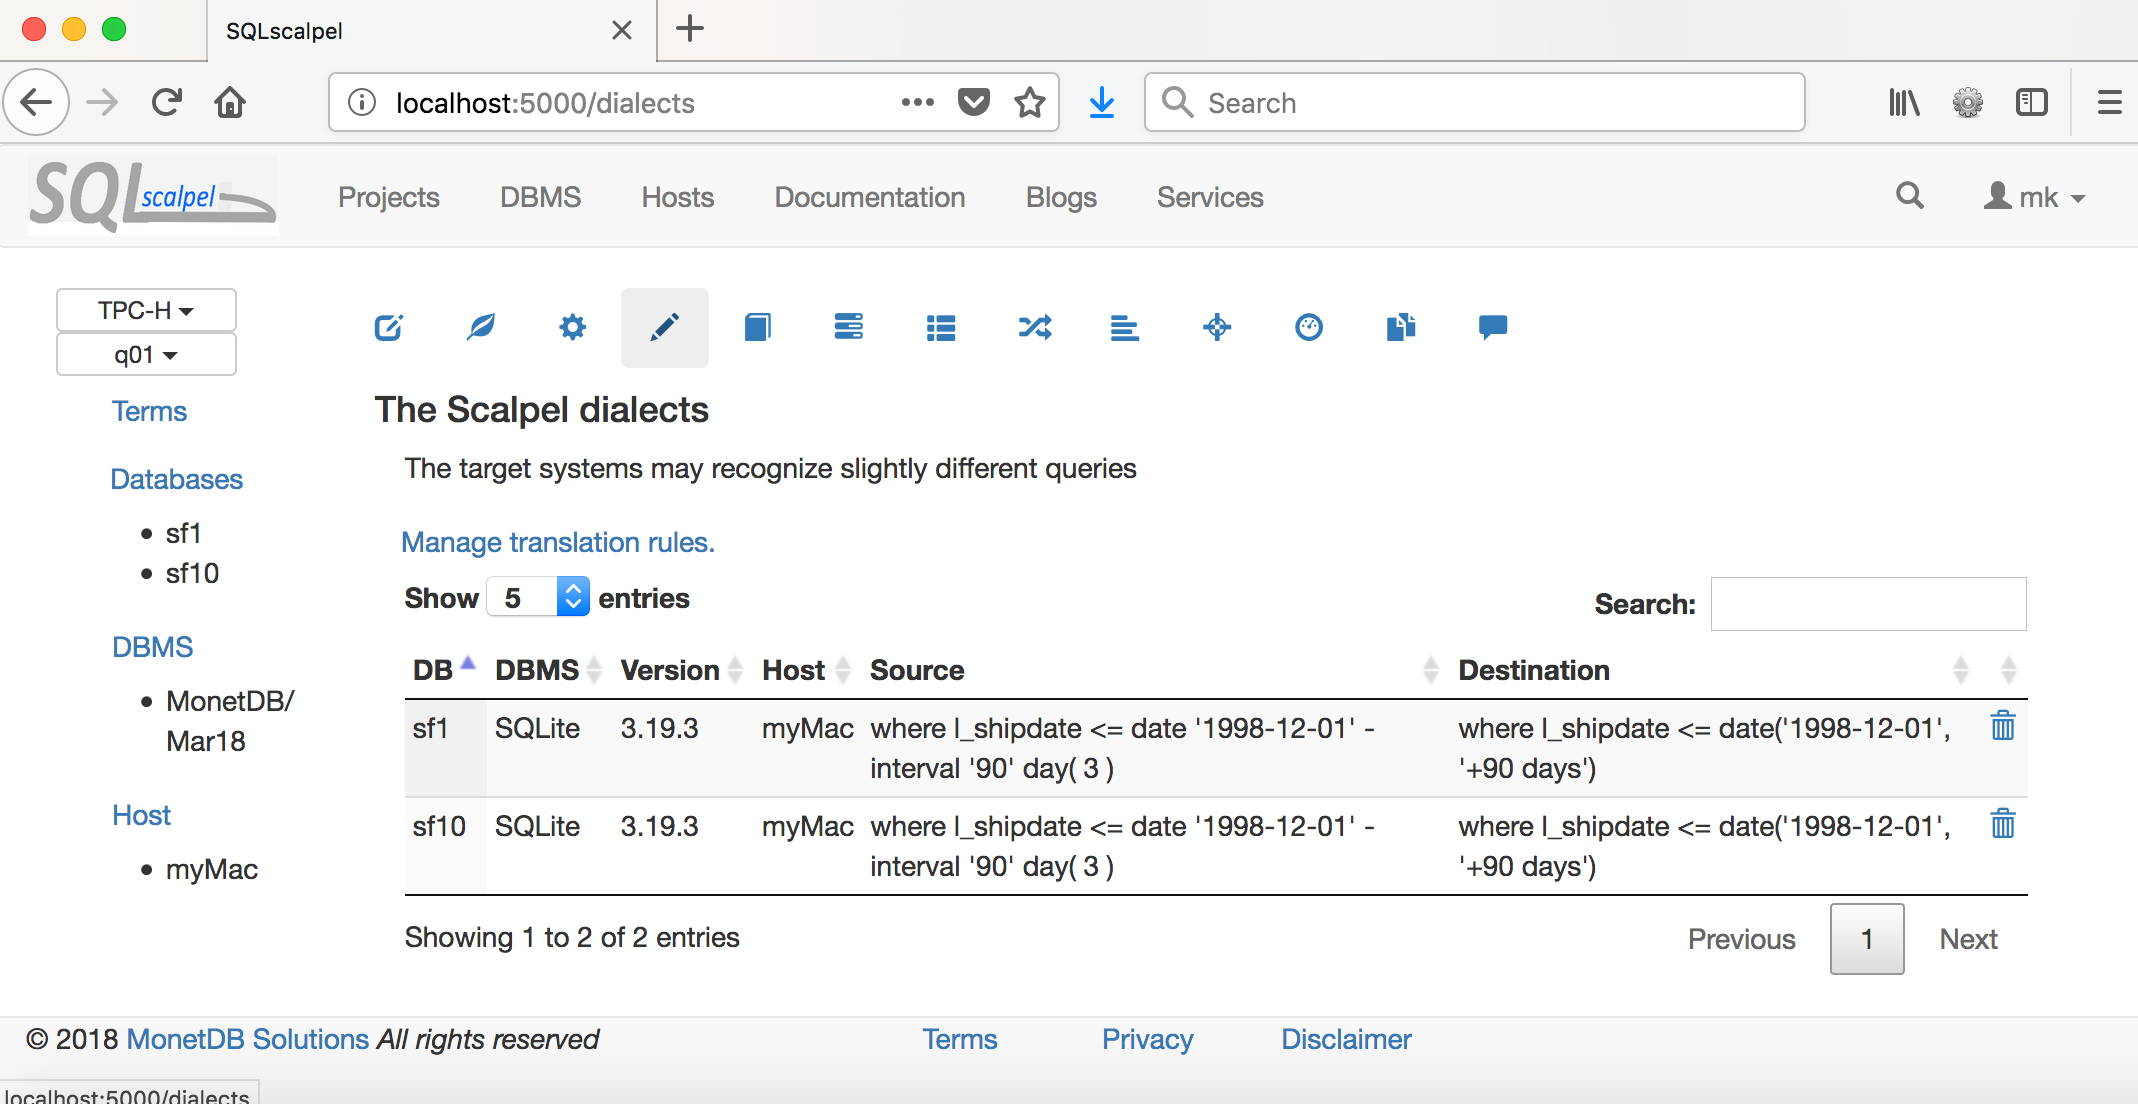 SQLscalpel
localhost:5000/dialects
Search
SQL scalpel
Projects
DBMS
Hosts
Documentation
Blogs
Services
mk
TPC-H
q01
Terms
Databases
sf1
sf10
DBMS
MonetDB/
Mar18
Host
myMac
The Scalpel dialects
The target systems may recognize slightly different queries
Manage translation rules.
Show 5 entries
Search:
DB DBMS Version Host Source Destination
sf1 SQLite 3.19.3 myMac where l_shipdate <= date '1998-12-01' - where l_shipdate <= date('1998-12-01',
interval '90' day( 3 ) '+90 days')
sf10 SQLite 3.19.3 myMac where l_shipdate <= date '1998-12-01' - where l_shipdate <= date('1998-12-01',
interval '90' day( 3 ) '+90 days')
Showing 1 to 2 of 2 entries
Previous 1 Next
© 2018 MonetDB Solutions All rights reserved
Terms
Privacy
Disclaimer
localhost:5000/dialects